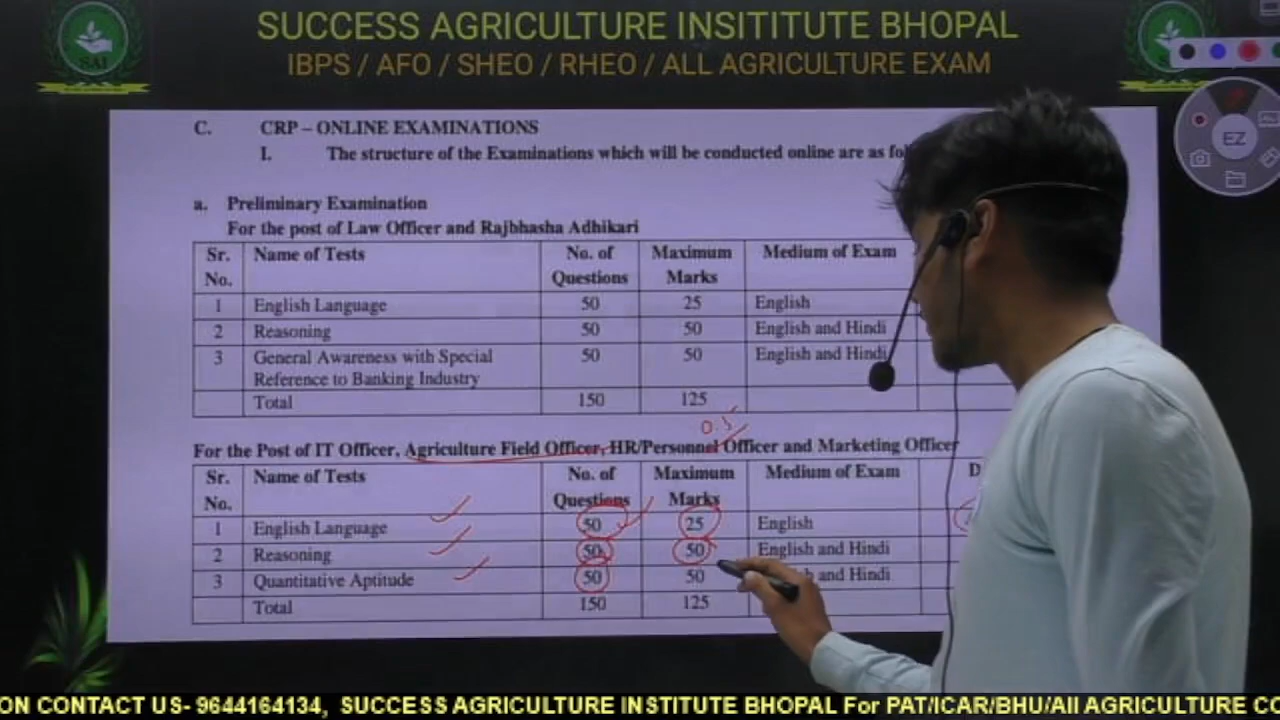 SUCCESS AGRICULTURE INSITITUTE BHOPAL
IBPS / AFO / SHEO / RHEO / ALL AGRICULTURE EXAM
SAI
EZ
C. CRP – ONLINE EXAMINATIONS
I. The structure of the Examinations which will be conducted online are as
a. Preliminary Examination
For the post of Law Officer and Rajbhasha Adhikari
Sr. No. Name of Tests No. of Questions Maximum Marks Medium of Exam
1 English Language 50 25 English
2 Reasoning 50 50 English and Hindi
3 General Awareness with Special Reference to Banking Industry 50 50 English and Hindi
Total 150 125
0.5
For the Post of IT Officer, Agriculture Field Officer, HR/Personnel Officer and Marketing Officer
Sr. No. Name of Tests No. of Questions Maximum Marks Medium of Exam D
1 English Language 50 25 English
2 Reasoning 50 50 English and Hindi
3 Quantitative Aptitude 50 50 and Hindi
Total 150 125
ON CONTACT US- 9644164134, SUCCESS AGRICULTURE INSTITUTE BHOPAL For PAT/ICAR/BHU/All AGRICULTURE CO